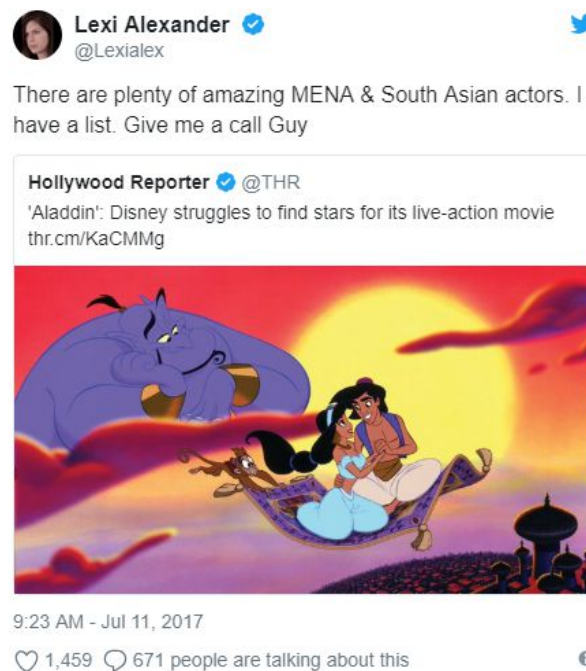 Lexi Alexander
@Lexialex
There are plenty of amazing MENA & South Asian actors. I
have a list. Give me a call Guy
Hollywood Reporter @THR
'Aladdin': Disney struggles to find stars for its live-action movie
thr.cm/KaCMMg
9:23 AM - Jul 11, 2017
1,459 671 people are talking about this